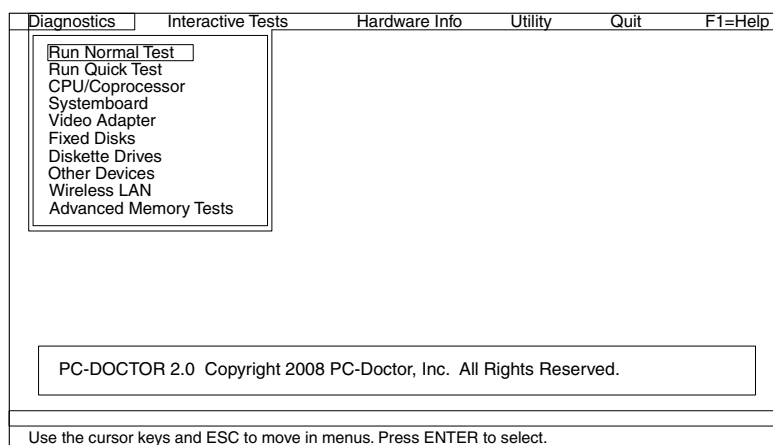 Diagnostics Interactive Tests Hardware Info Utility Quit F1=Help
Run Normal Test
Run Quick Test
CPU/Coprocessor
Systemboard
Video Adapter
Fixed Disks
Diskette Drives
Other Devices
Wireless LAN
Advanced Memory Tests
PC-DOCTOR 2.0 Copyright 2008 PC-Doctor, Inc. All Rights Reserved.
Use the cursor keys and ESC to move in menus. Press ENTER to select.